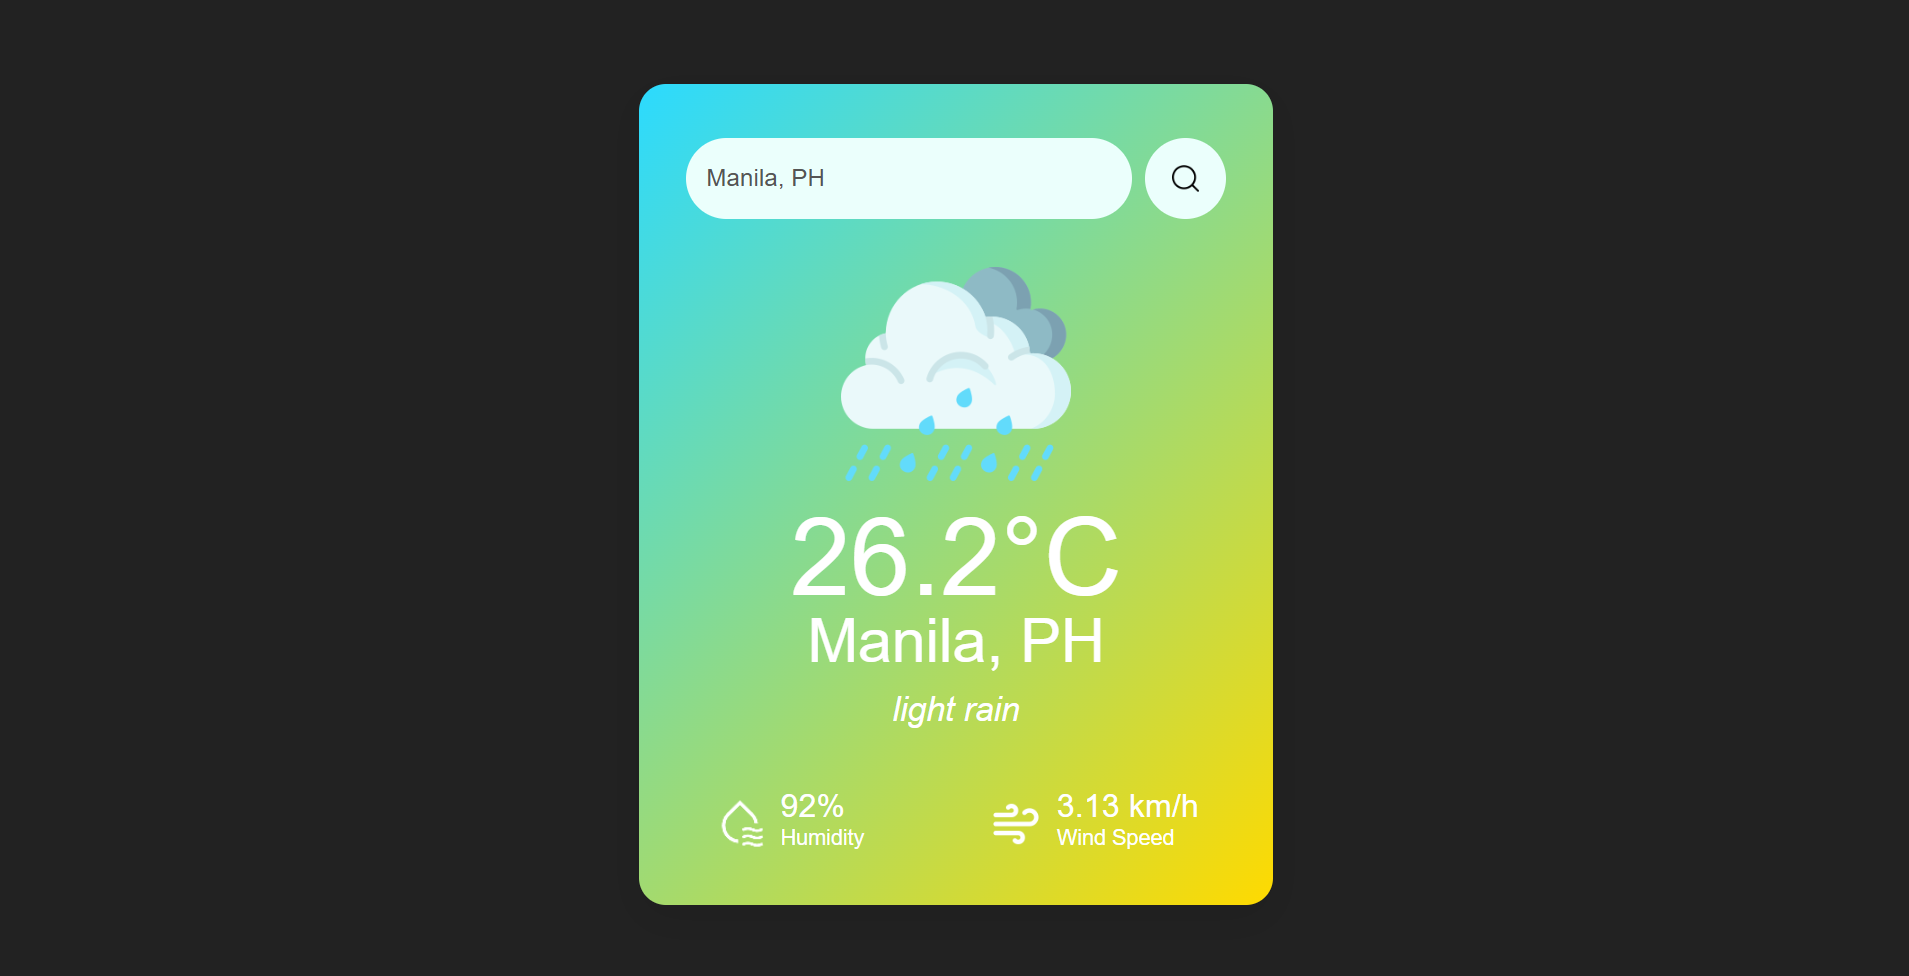 Manila, PH
26.2°C
Manila, PH
light rain
92%
Humidity
3.13 km/h
Wind Speed